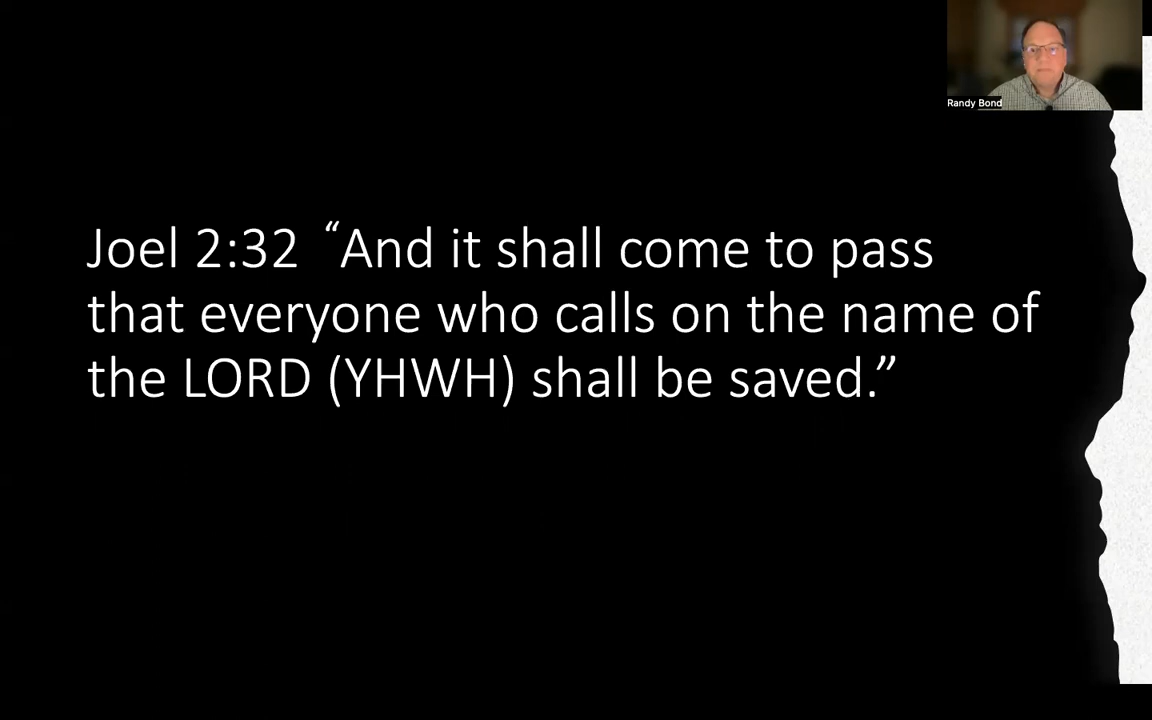 Randy Bond
Joel 2:32 “And it shall come to pass
that everyone who calls on the name of
the LORD (YHWH) shall be saved.”